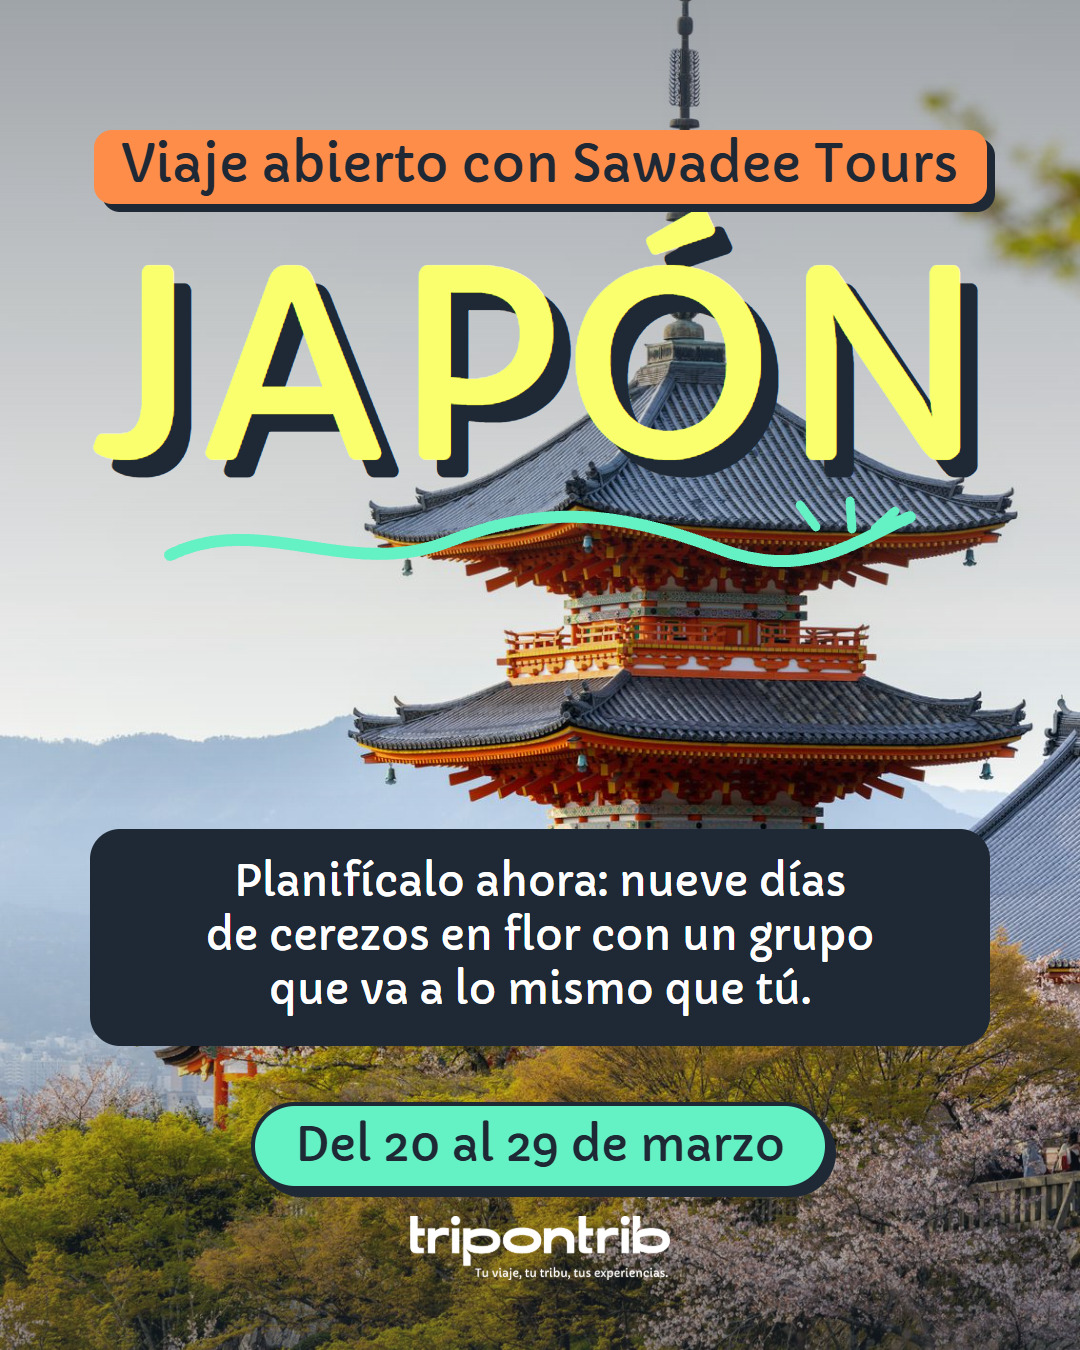 Viaje abierto con Sawadee Tours
JAPÓN
Planifícalo ahora: nueve días
de cerezos en flor con un grupo
que va a lo mismo que tú.
Del 20 al 29 de marzo
tripontrib
Tu viaje, tu tribu, tus experiencias.